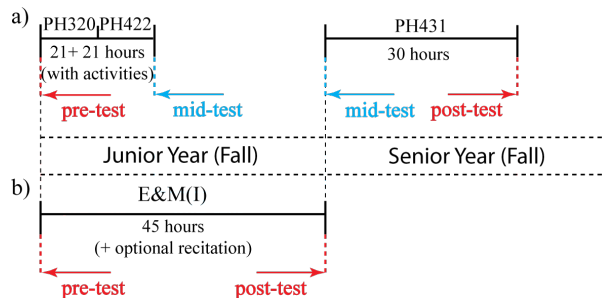 a)
PH320 PH422
21+ 21 hours
(with activities)
pre-test
mid-test
PH431
30 hours
mid-test
post-test
Junior Year (Fall)
Senior Year (Fall)
b)
E&M(I)
45 hours
(+ optional recitation)
pre-test
post-test